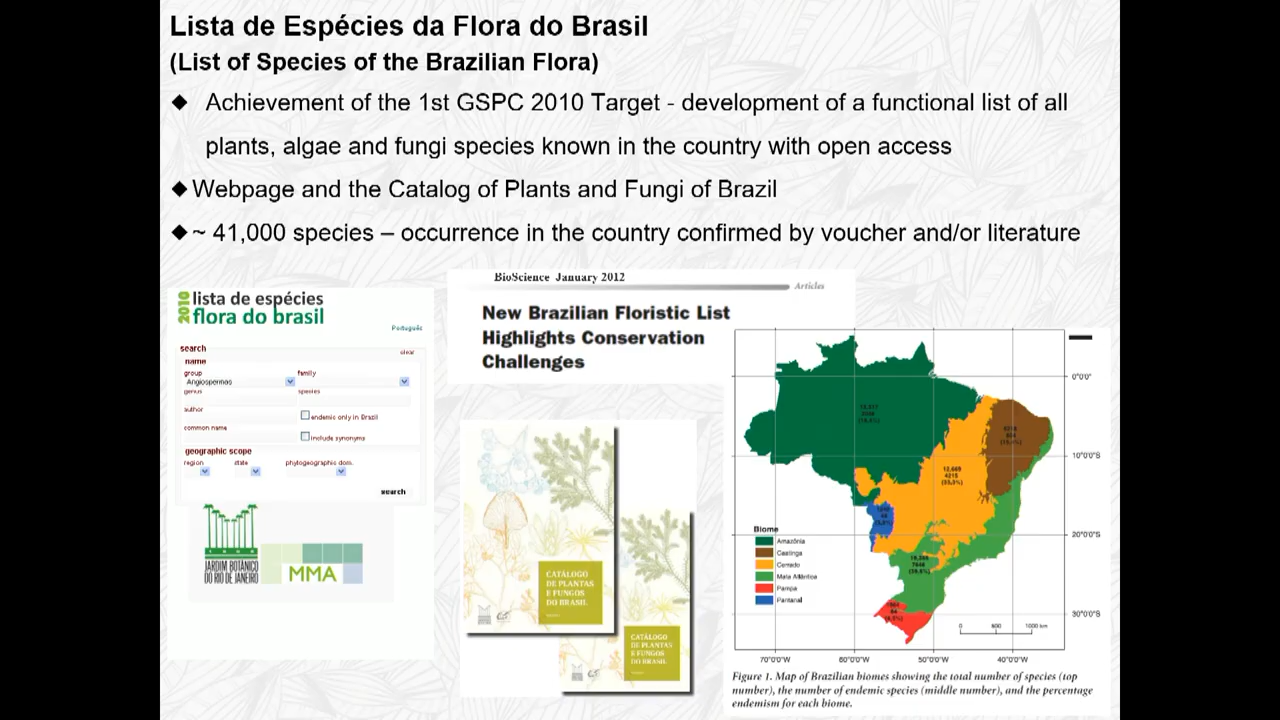 Lista de Espécies da Flora do Brasil
(List of Species of the Brazilian Flora)
◆ Achievement of the 1st GSPC 2010 Target - development of a functional list of all
plants, algae and fungi species known in the country with open access
◆ Webpage and the Catalog of Plants and Fungi of Brazil
◆ ~ 41,000 species – occurrence in the country confirmed by voucher and/or literature
2010 lista de espécies
flora do brasil
Português
search
clear
name
group family
Angiospermas
genus species
author
endemic only in Brazil
common name
include synonyms
geographic scope
region state phytogeographic dom.
search
JARDIM BOTÂNICO
DO RIO DE JANEIRO
MMA
BioScience January 2012
Articles
New Brazilian Floristic List
Highlights Conservation
Challenges
CATÁLOGO
DE PLANTAS
E FUNGOS
DO BRASIL
CATÁLOGO
DE PLANTAS
E FUNGOS
DO BRASIL
0°0'0"
10°0'0"S
20°0'0"S
30°0'0"S
Biome
Amazônia
Caatinga
Cerrado
Mata Atlântica
Pampa
Pantanal
12,669
4215
0 500 1000 km
70°0'0"W 60°0'0"W 50°0'0"W 40°0'0"W
Figure 1. Map of Brazilian biomes showing the total number of species (top
number), the number of endemic species (middle number), and the percentage
endemism for each biome.